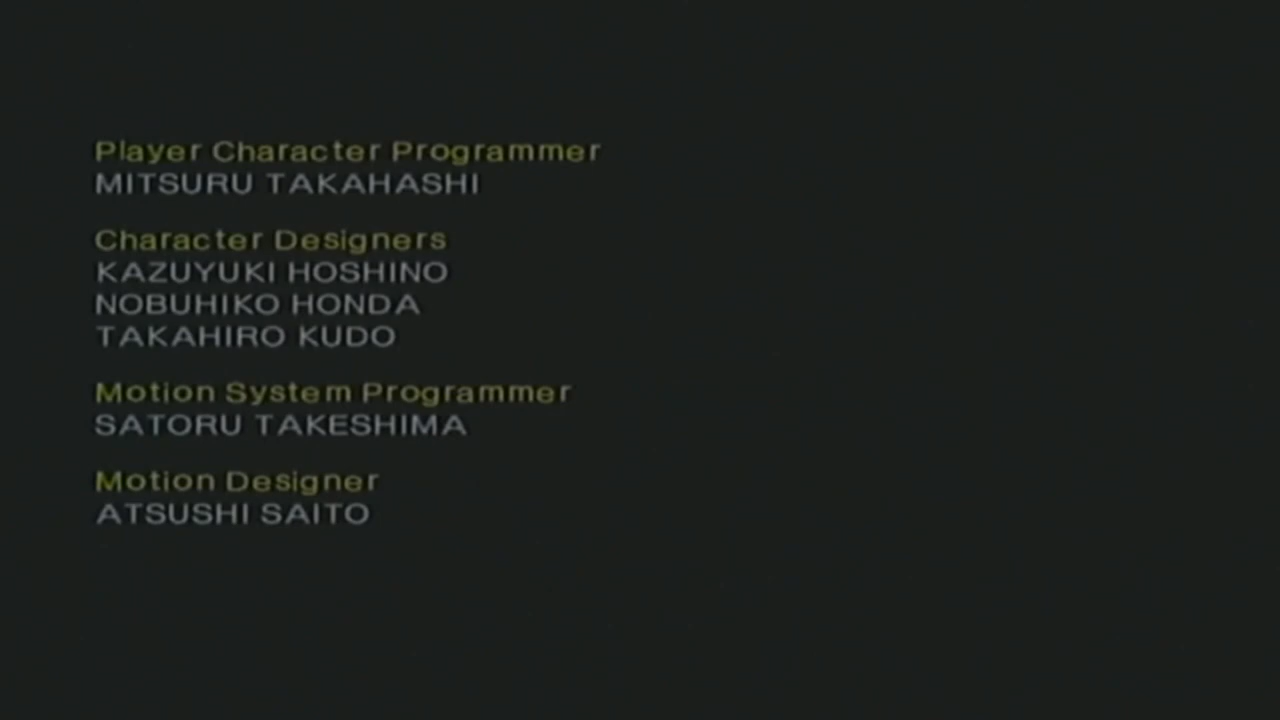 Player Character Programmer
MITSURU TAKAHASHI
Character Designers
KAZUYUKI HOSHINO
NOBUHIKO HONDA
TAKAHIRO KUDO
Motion System Programmer
SATORU TAKESHIMA
Motion Designer
ATSUSHI SAITO